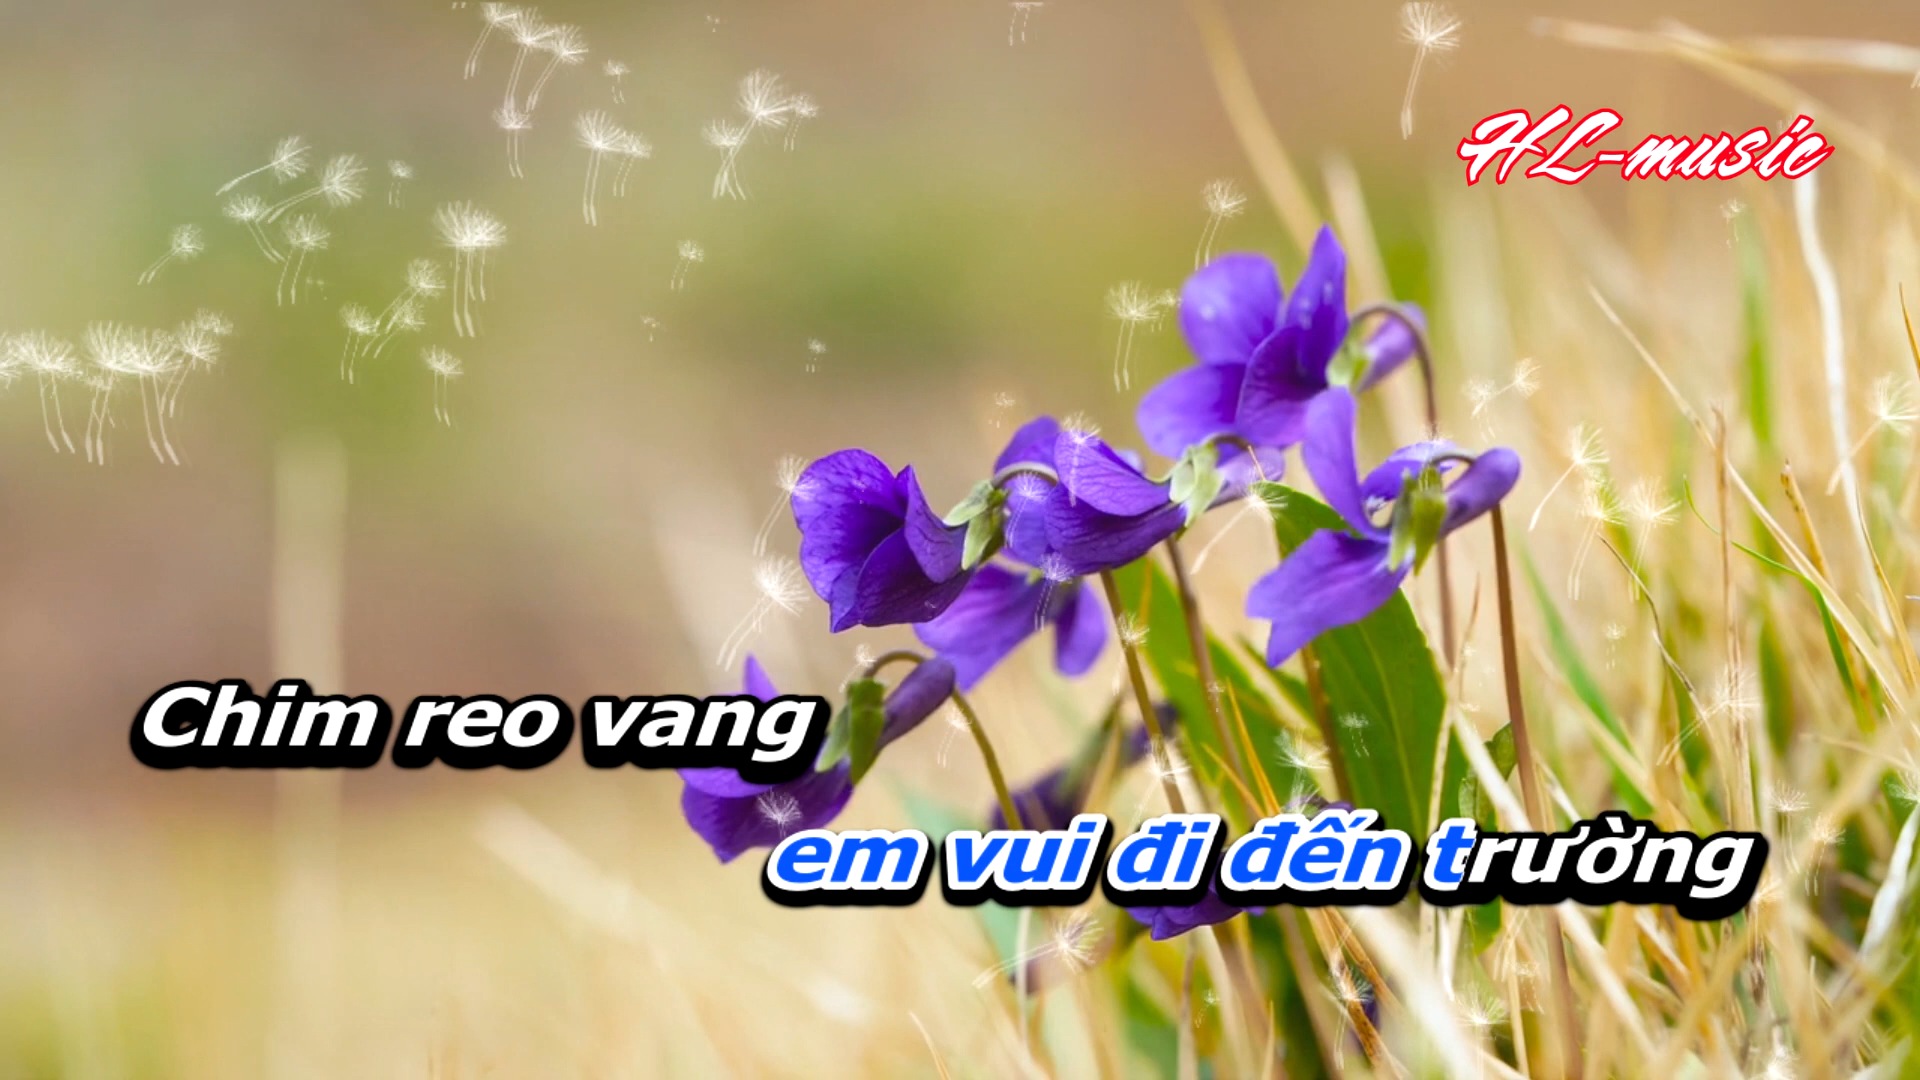 HL-music
Chim reo vang
em vui đi đến trường